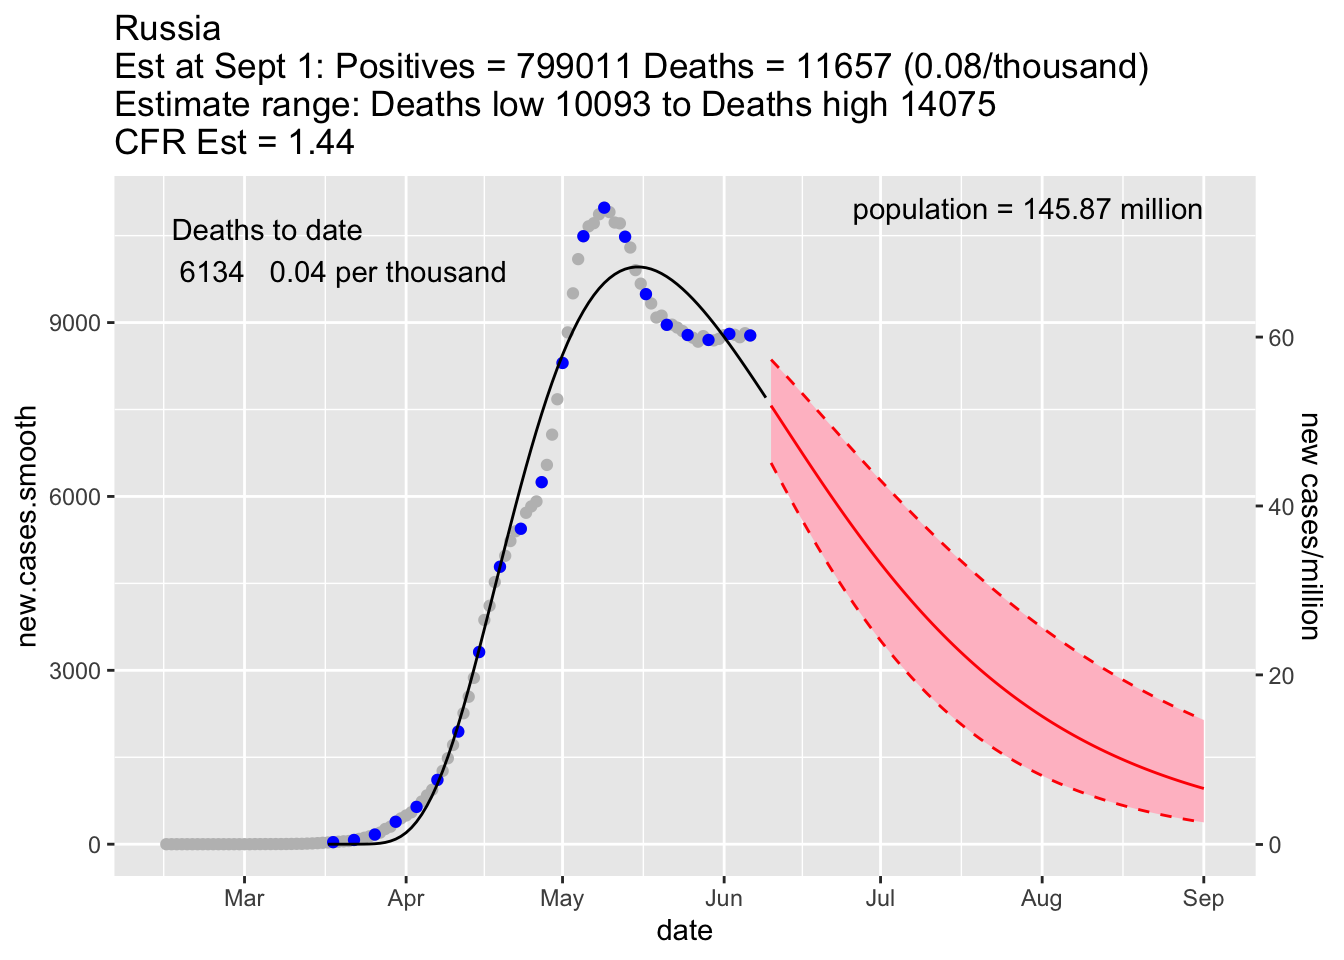 Russia
Est at Sept 1: Positives = 799011 Deaths = 11657 (0.08/thousand)
Estimate range: Deaths low 10093 to Deaths high 14075
CFR Est = 1.44
Deaths to date
6134 0.04 per thousand
population = 145.87 million
9000
6000
3000
0
new.cases.smooth
60
40
20
0
new cases/million
Mar Apr May Jun Jul Aug Sep
date